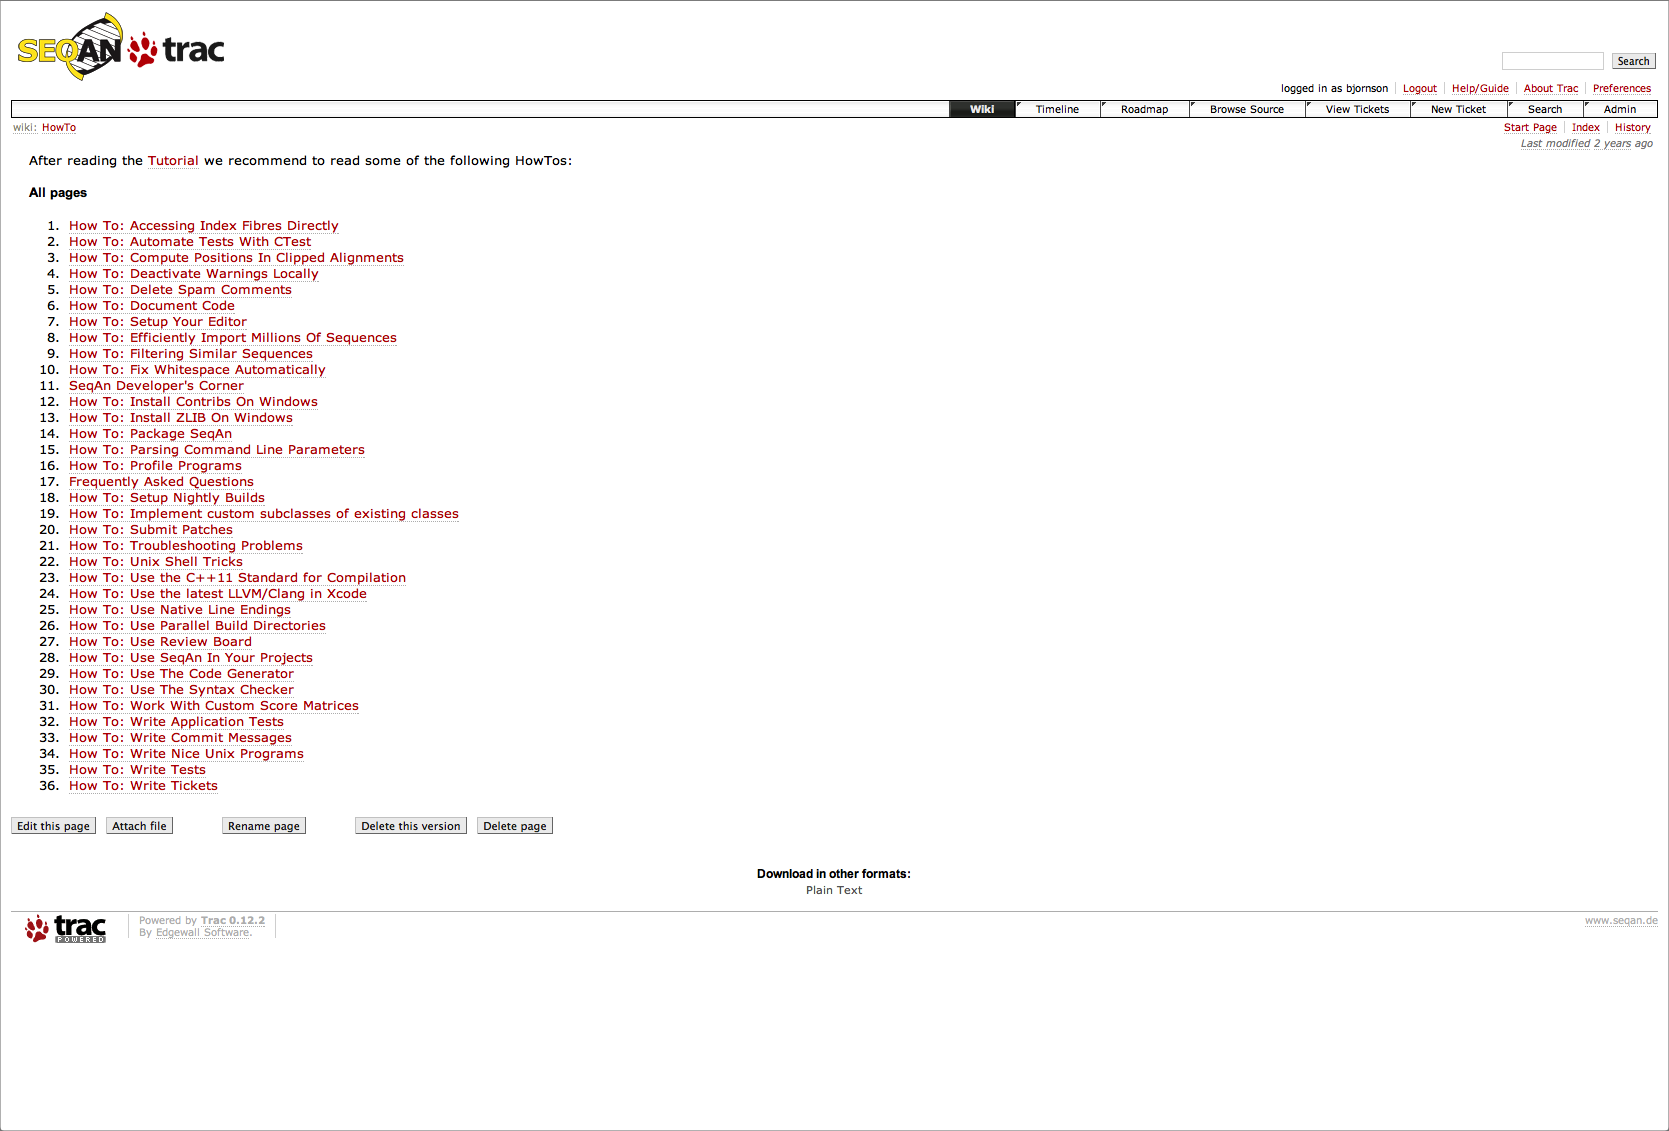 SEQAN trac
Search
logged in as bjornson Logout Help/Guide About Trac Preferences
Wiki Timeline Roadmap Browse Source View Tickets New Ticket Search Admin
wiki: HowTo
Start Page Index History
Last modified 2 years ago
After reading the Tutorial we recommend to read some of the following HowTos:
All pages
1. How To: Accessing Index Fibres Directly
2. How To: Automate Tests With CTest
3. How To: Compute Positions In Clipped Alignments
4. How To: Deactivate Warnings Locally
5. How To: Delete Spam Comments
6. How To: Document Code
7. How To: Setup Your Editor
8. How To: Efficiently Import Millions Of Sequences
9. How To: Filtering Similar Sequences
10. How To: Fix Whitespace Automatically
11. SeqAn Developer's Corner
12. How To: Install Contribs On Windows
13. How To: Install ZLIB On Windows
14. How To: Package SeqAn
15. How To: Parsing Command Line Parameters
16. How To: Profile Programs
17. Frequently Asked Questions
18. How To: Setup Nightly Builds
19. How To: Implement custom subclasses of existing classes
20. How To: Submit Patches
21. How To: Troubleshooting Problems
22. How To: Unix Shell Tricks
23. How To: Use the C++11 Standard for Compilation
24. How To: Use the latest LLVM/Clang in Xcode
25. How To: Use Native Line Endings
26. How To: Use Parallel Build Directories
27. How To: Use Review Board
28. How To: Use SeqAn In Your Projects
29. How To: Use The Code Generator
30. How To: Use The Syntax Checker
31. How To: Work With Custom Score Matrices
32. How To: Write Application Tests
33. How To: Write Commit Messages
34. How To: Write Nice Unix Programs
35. How To: Write Tests
36. How To: Write Tickets
Edit this page Attach file Rename page Delete this version Delete page
Download in other formats:
Plain Text
trac POWERED
Powered by Trac 0.12.2
By Edgewall Software.
www.seqan.de